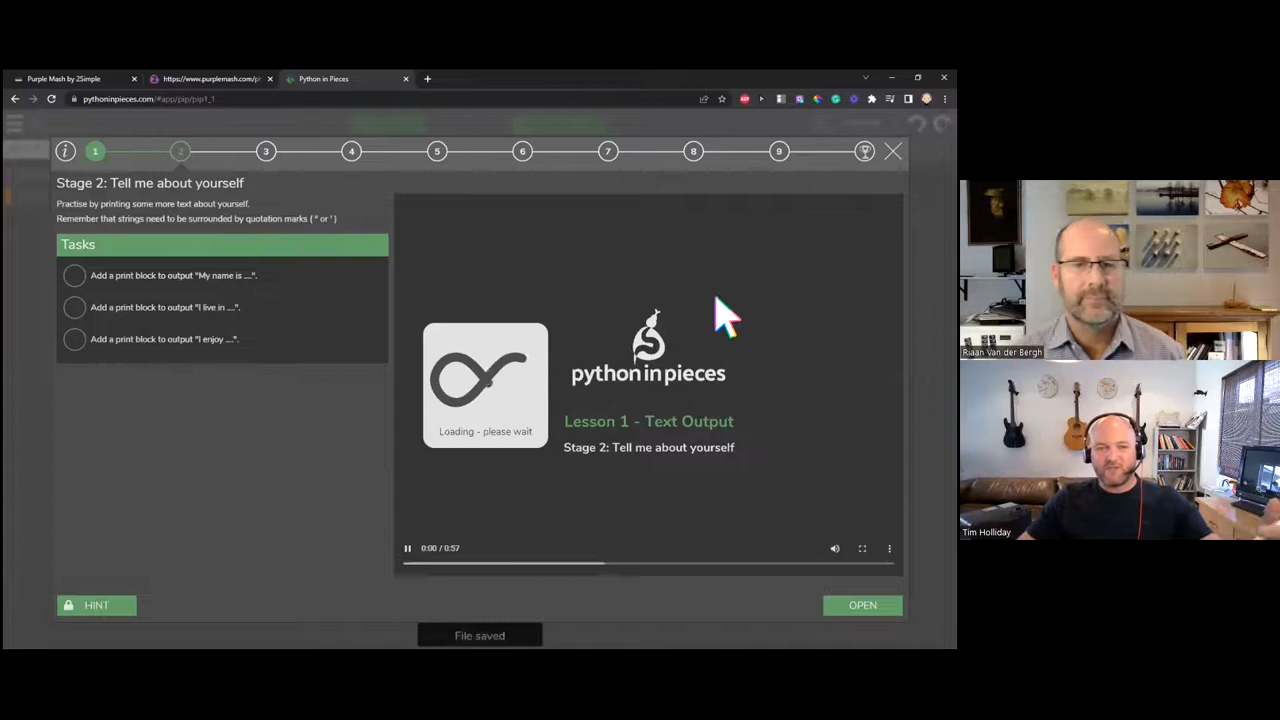 Purple Mash by 2Simple
https://www.purplemash.com/pi
Python in Pieces
pythoninpieces.com/#app/pip/pip1_1
i
1
2
3
4
5
6
7
8
9
Stage 2: Tell me about yourself
Practise by printing some more text about yourself.
Remember that strings need to be surrounded by quotation marks ( " or ' )
Tasks
Add a print block to output "My name is ....".
Add a print block to output "I live in ....".
Add a print block to output "I enjoy ....".
Loading - please wait
python in pieces
Lesson 1 - Text Output
Stage 2: Tell me about yourself
0:00 / 0:57
HINT
OPEN
File saved
Riaan Van der Bergh
Tim Holliday